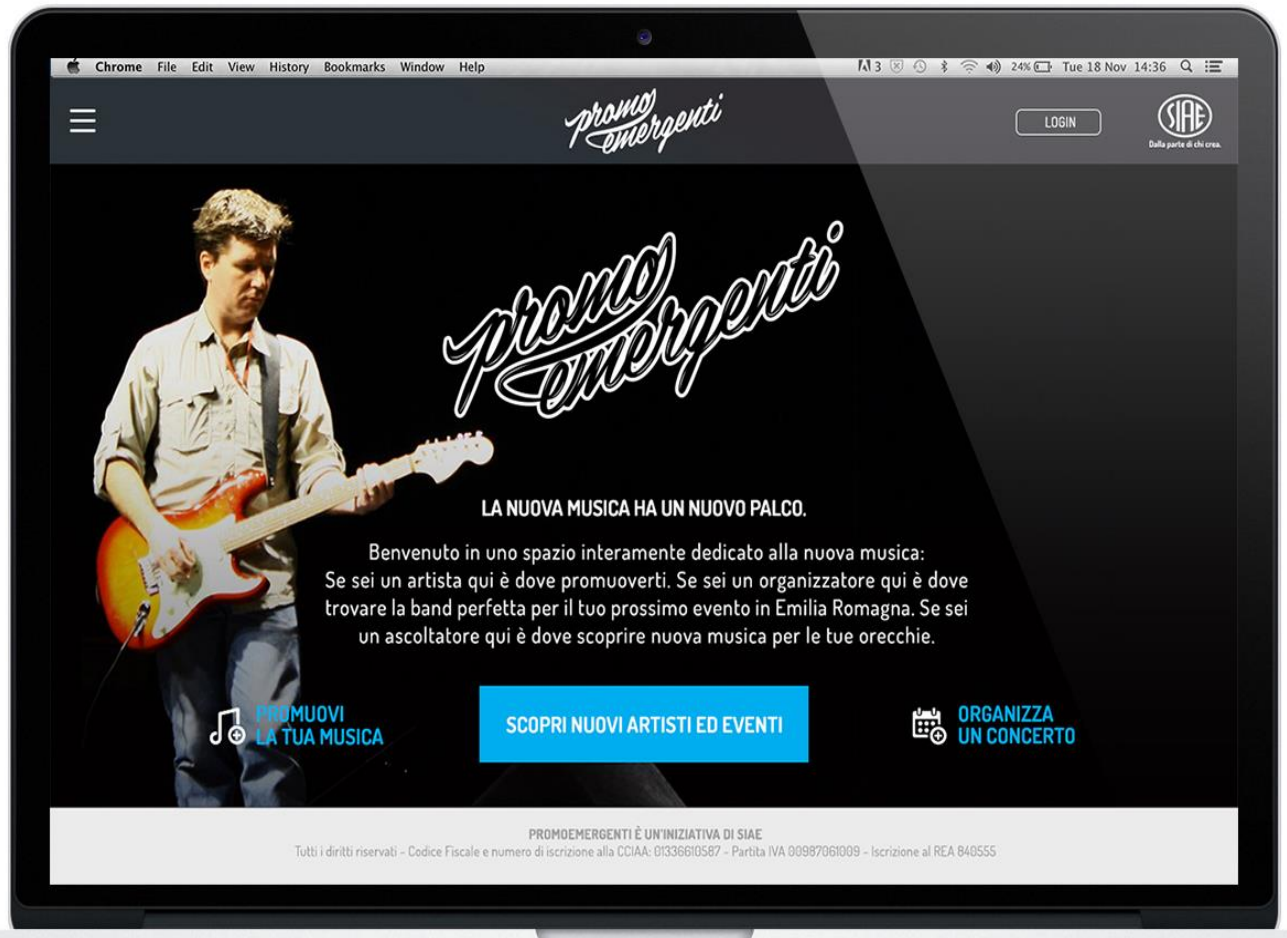 Chrome File Edit View History Bookmarks Window Help
3 24% Tue 18 Nov 14:36
promo
emergenti
LOGIN
SIAE
Dalla parte di chi crea.
promo
emergenti
LA NUOVA MUSICA HA UN NUOVO PALCO.
Benvenuto in uno spazio interamente dedicato alla nuova musica:
Se sei un artista qui è dove promuoverti. Se sei un organizzatore qui è dove
trovare la band perfetta per il tuo prossimo evento in Emilia Romagna. Se sei
un ascoltatore qui è dove scoprire nuova musica per le tue orecchie.
PROMUOVI
LA TUA MUSICA
SCOPRI NUOVI ARTISTI ED EVENTI
ORGANIZZA
UN CONCERTO
PROMOEMERGENTI È UN'INIZIATIVA DI SIAE
Tutti i diritti riservati - Codice Fiscale e numero di iscrizione alla CCIAA: 01336610587 - Partita IVA 00987061009 - Iscrizione al REA 840555